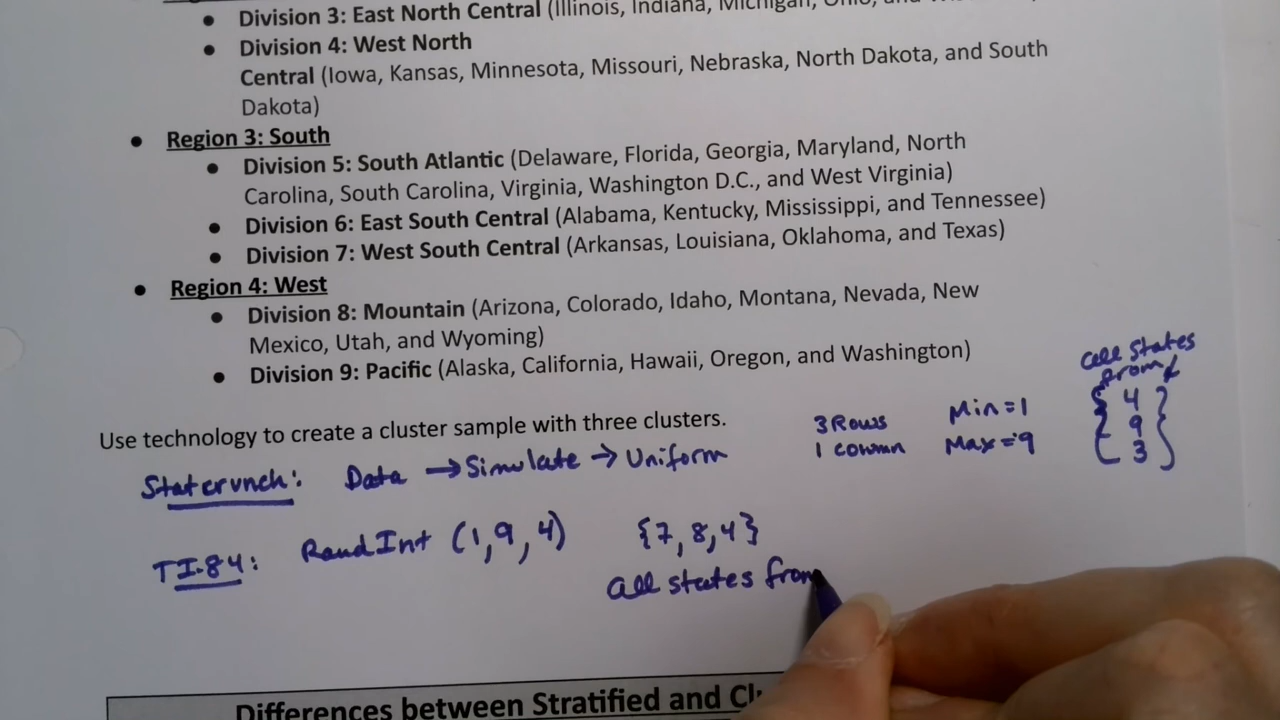 • Division 3: East North Central (Illinois, Indiana, Michigan, Ohio,
• Division 4: West North
Central (Iowa, Kansas, Minnesota, Missouri, Nebraska, North Dakota, and South
Dakota)
• Region 3: South
• Division 5: South Atlantic (Delaware, Florida, Georgia, Maryland, North
Carolina, South Carolina, Virginia, Washington D.C., and West Virginia)
• Division 6: East South Central (Alabama, Kentucky, Mississippi, and Tennessee)
• Division 7: West South Central (Arkansas, Louisiana, Oklahoma, and Texas)
• Region 4: West
• Division 8: Mountain (Arizona, Colorado, Idaho, Montana, Nevada, New
Mexico, Utah, and Wyoming)
• Division 9: Pacific (Alaska, California, Hawaii, Oregon, and Washington)
all states
from
Use technology to create a cluster sample with three clusters.
3 Rows Min=1 { 4 }
1 column Max=9 { 9 }
3
Statcrunch: Data → Simulate → Uniform
TI-84: RandInt (1,9,4) {7,8,4}
all states from
Differences between Stratified and